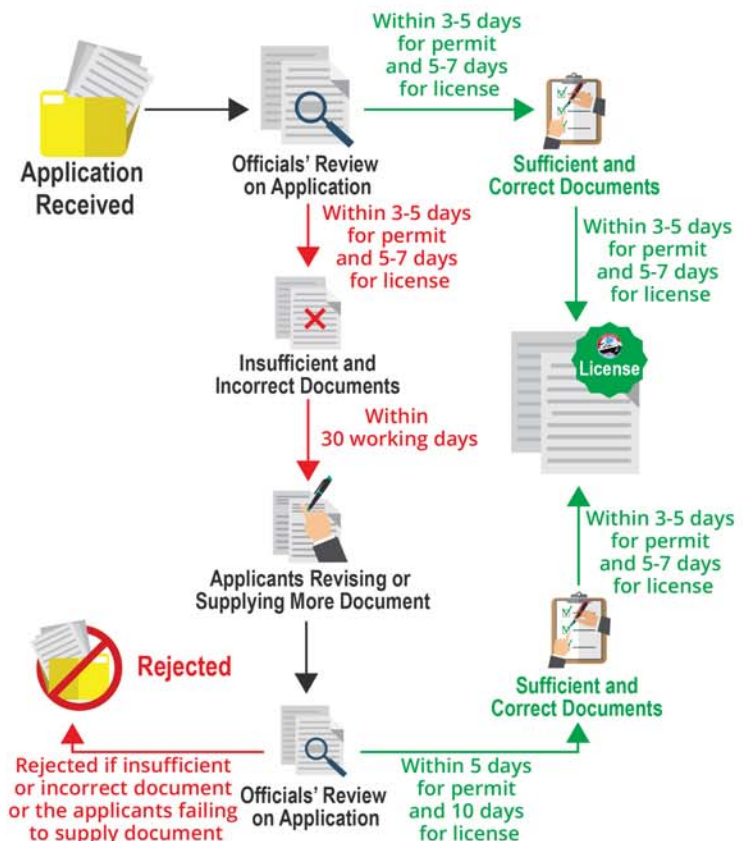 Application
Received
Officials' Review
on Application
Within 3-5 days
for permit
and 5-7 days
for license
Sufficient and
Correct Documents
Within 3-5 days
for permit
and 5-7 days
for license
License
Within 3-5 days
for permit
and 5-7 days
for license
Insufficient and
Incorrect Documents
Within
30 working days
Applicants Revising or
Supplying More Document
Officials' Review
on Application
Rejected
Rejected if insufficient
or incorrect document
or the applicants failing
to supply document
Within 5 days
for permit
and 10 days
for license
Sufficient and
Correct Documents
Within 3-5 days
for permit
and 5-7 days
for license